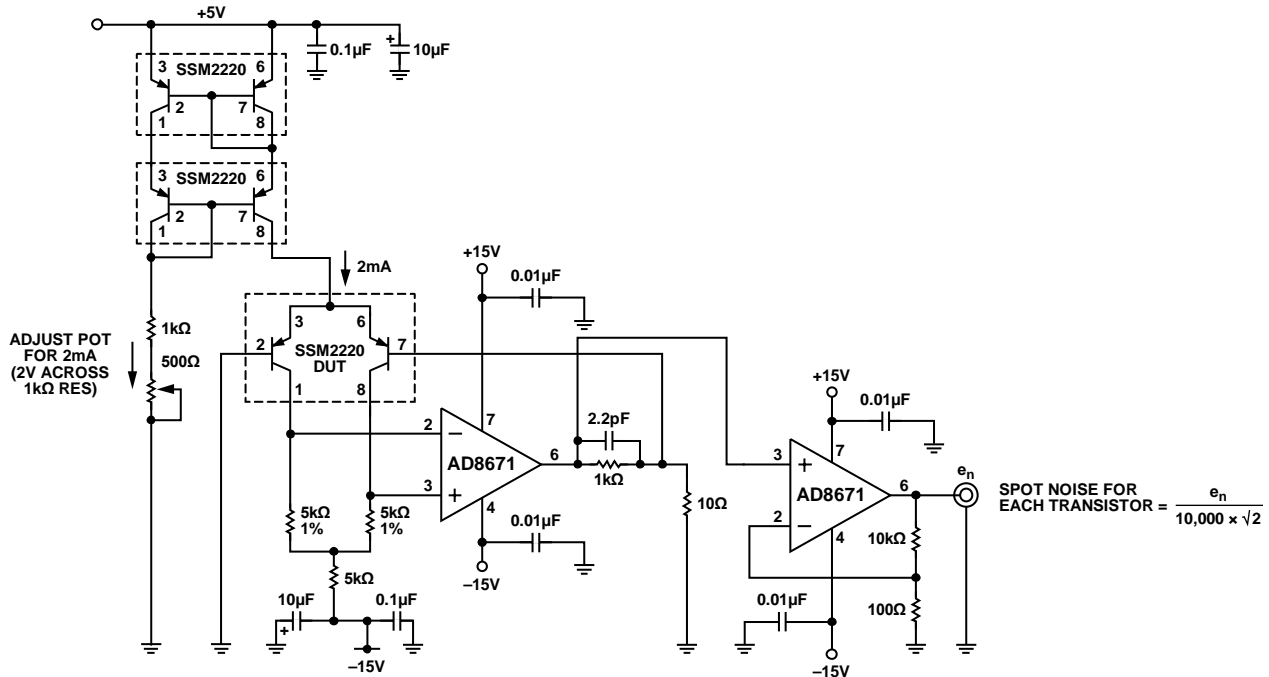 +5V
0.1µF
+
10µF
3
SSM2220
6
2
7
1
8
3
SSM2220
6
2
7
1
8
2mA
ADJUST POT
FOR 2mA
(2V ACROSS
1kΩ RES)
1kΩ
500Ω
3
6
2
SSM2220
DUT
7
1
8
5kΩ
1%
5kΩ
1%
5kΩ
10µF
+
0.1µF
–15V
+15V
0.01µF
2
–
7
AD8671
6
3
+
4
0.01µF
–15V
2.2pF
1kΩ
10Ω
+15V
0.01µF
3
+
7
AD8671
6
2
–
4
0.01µF
–15V
10kΩ
100Ω
en
SPOT NOISE FOR
EACH TRANSISTOR = en
10,000 × √2